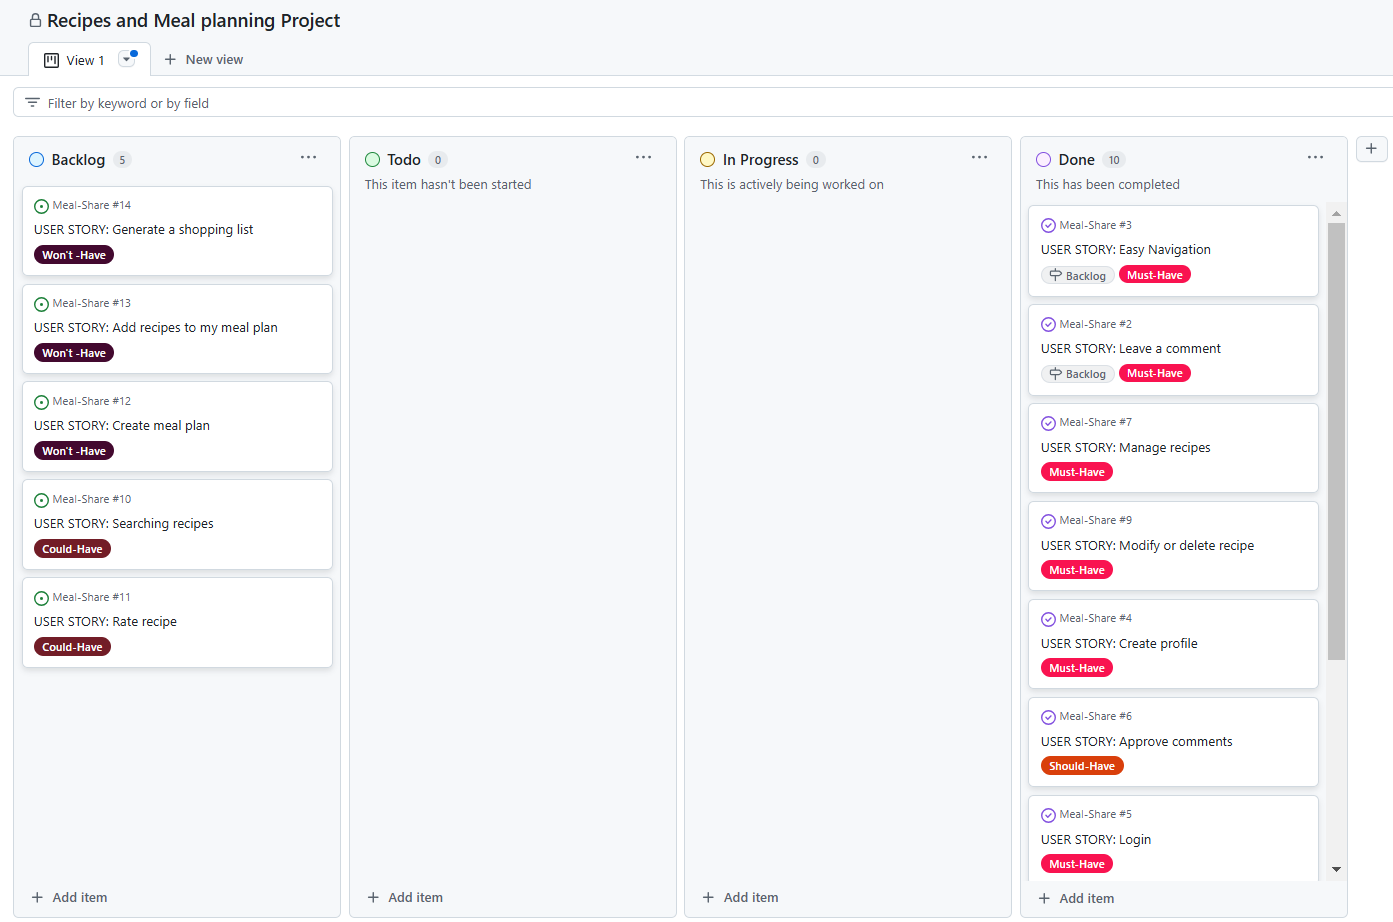 Recipes and Meal planning Project
View 1
New view
Filter by keyword or by field
Backlog 5
Meal-Share #14
USER STORY: Generate a shopping list
Won't -Have
Meal-Share #13
USER STORY: Add recipes to my meal plan
Won't -Have
Meal-Share #12
USER STORY: Create meal plan
Won't -Have
Meal-Share #10
USER STORY: Searching recipes
Could-Have
Meal-Share #11
USER STORY: Rate recipe
Could-Have
Add item
Todo 0
This item hasn't been started
Add item
In Progress 0
This is actively being worked on
Add item
Done 10
This has been completed
Meal-Share #3
USER STORY: Easy Navigation
Backlog Must-Have
Meal-Share #2
USER STORY: Leave a comment
Backlog Must-Have
Meal-Share #7
USER STORY: Manage recipes
Must-Have
Meal-Share #9
USER STORY: Modify or delete recipe
Must-Have
Meal-Share #4
USER STORY: Create profile
Must-Have
Meal-Share #6
USER STORY: Approve comments
Should-Have
Meal-Share #5
USER STORY: Login
Must-Have
Add item